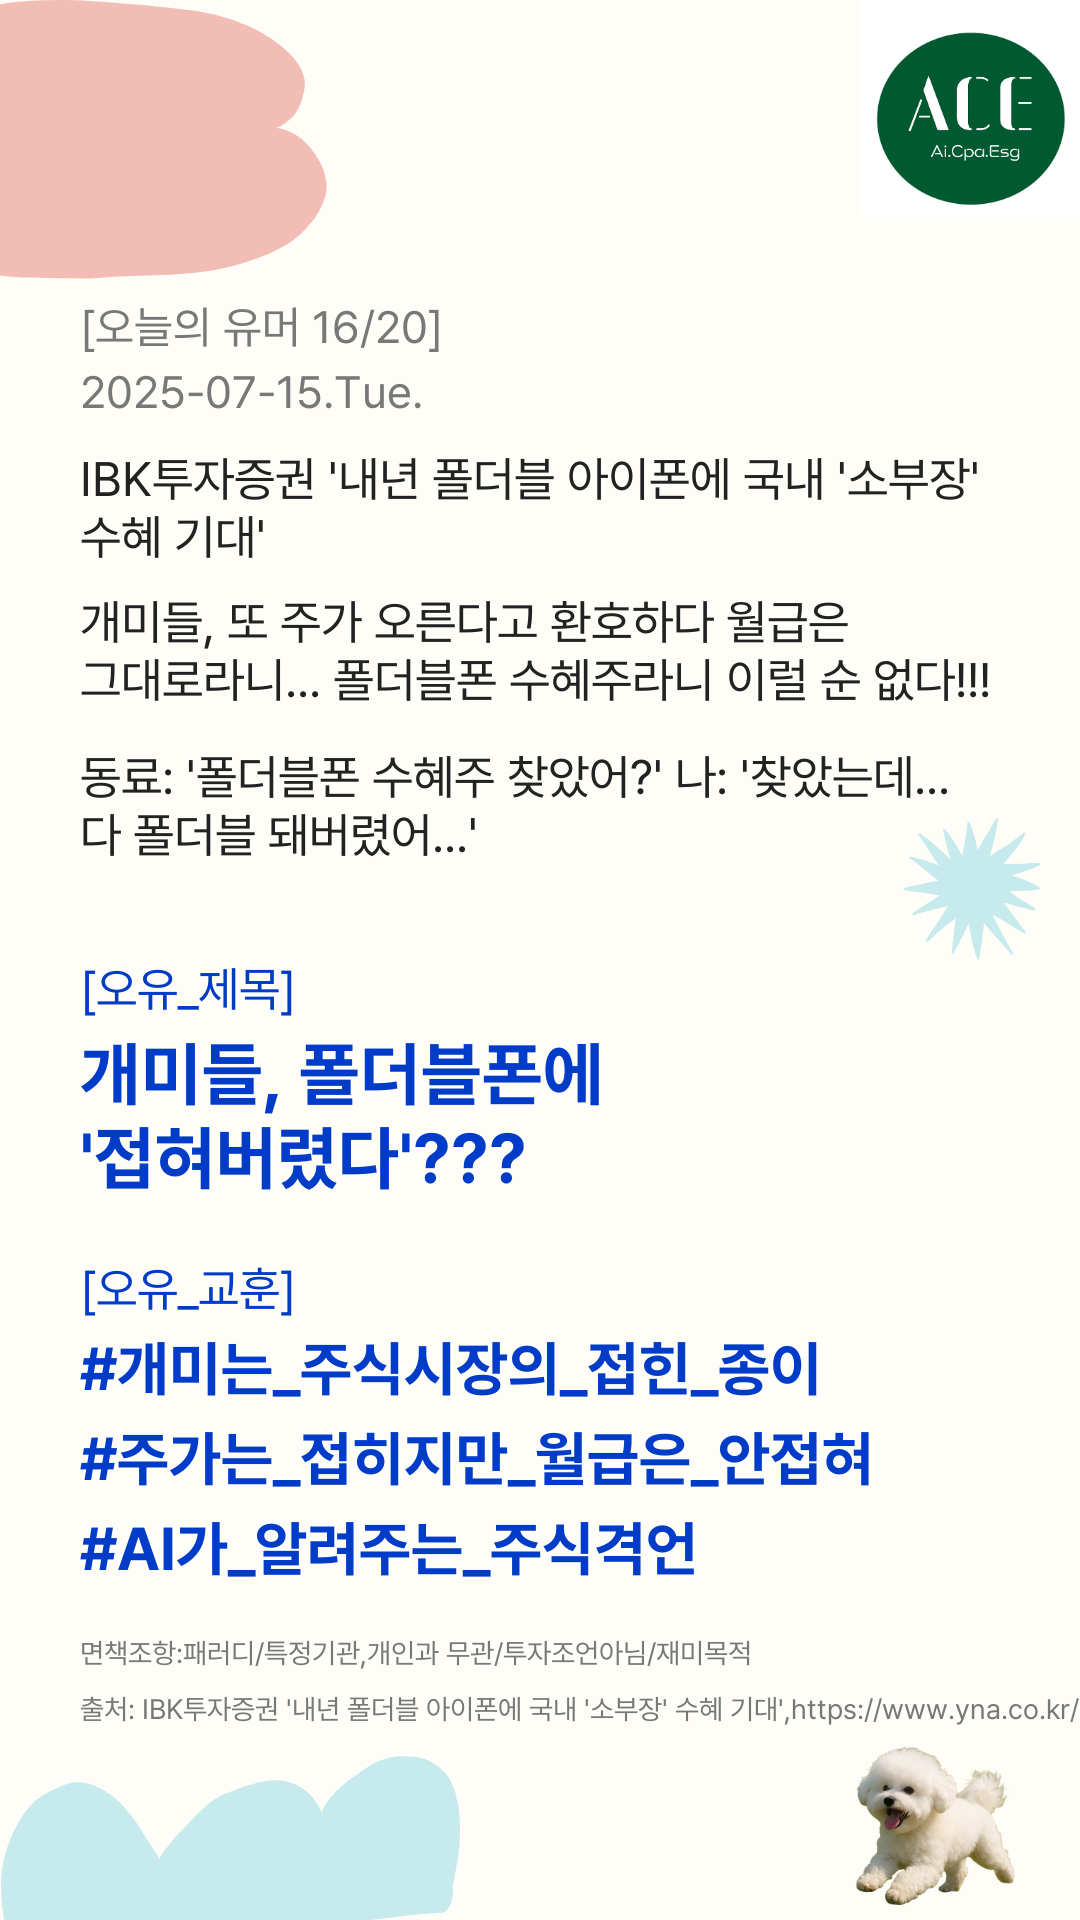 ACE
Ai.Cpa.Esg
[오늘의 유머 16/20]
2025-07-15.Tue.
IBK투자증권 '내년 폴더블 아이폰에 국내 '소부장'
수혜 기대'
개미들, 또 주가 오른다고 환호하다 월급은
그대로라니... 폴더블폰 수혜주라니 이럴 순 없다!!!
동료: '폴더블폰 수혜주 찾았어?' 나: '찾았는데...
다 폴더블 돼버렸어...'
[오유_제목]
개미들, 폴더블폰에
'접혀버렸다'???
[오유_교훈]
#개미는_주식시장의_접힌_종이
#주가는_접히지만_월급은_안접혀
#AI가_알려주는_주식격언
면책조항:패러디/특정기관,개인과 무관/투자조언아님/재미목적
출처: IBK투자증권 '내년 폴더블 아이폰에 국내 '소부장' 수혜 기대',https://www.yna.co.kr/